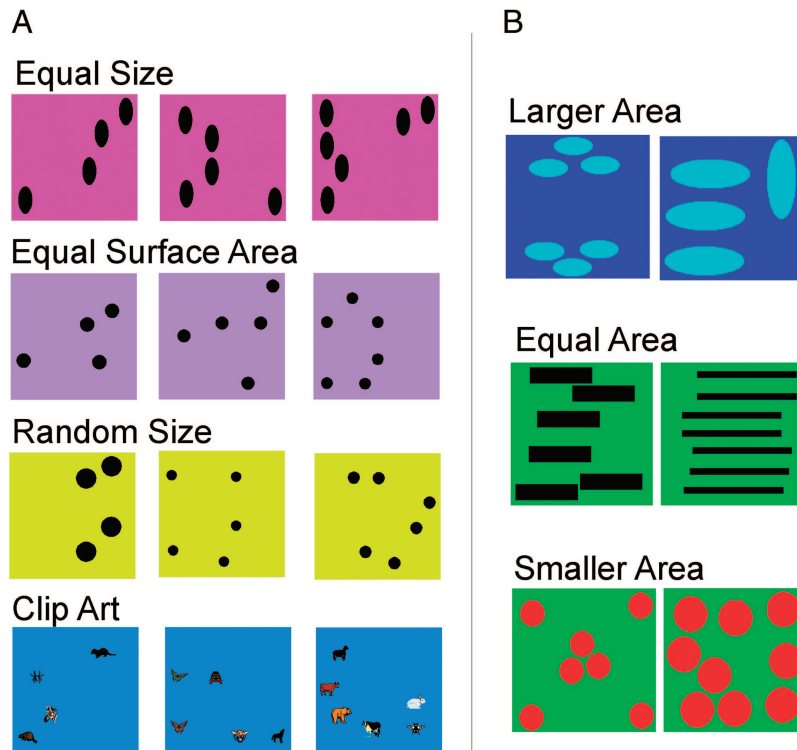 A
Equal Size
Equal Surface Area
Random Size
Clip Art
B
Larger Area
Equal Area
Smaller Area